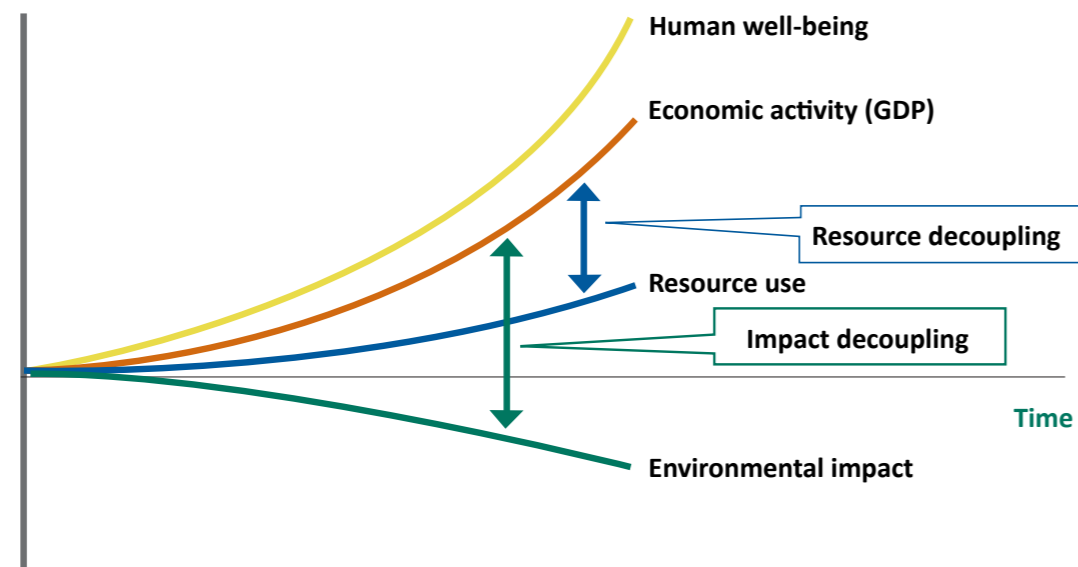 Human well-being
Economic activity (GDP)
Resource decoupling
Resource use
Impact decoupling
Time
Environmental impact